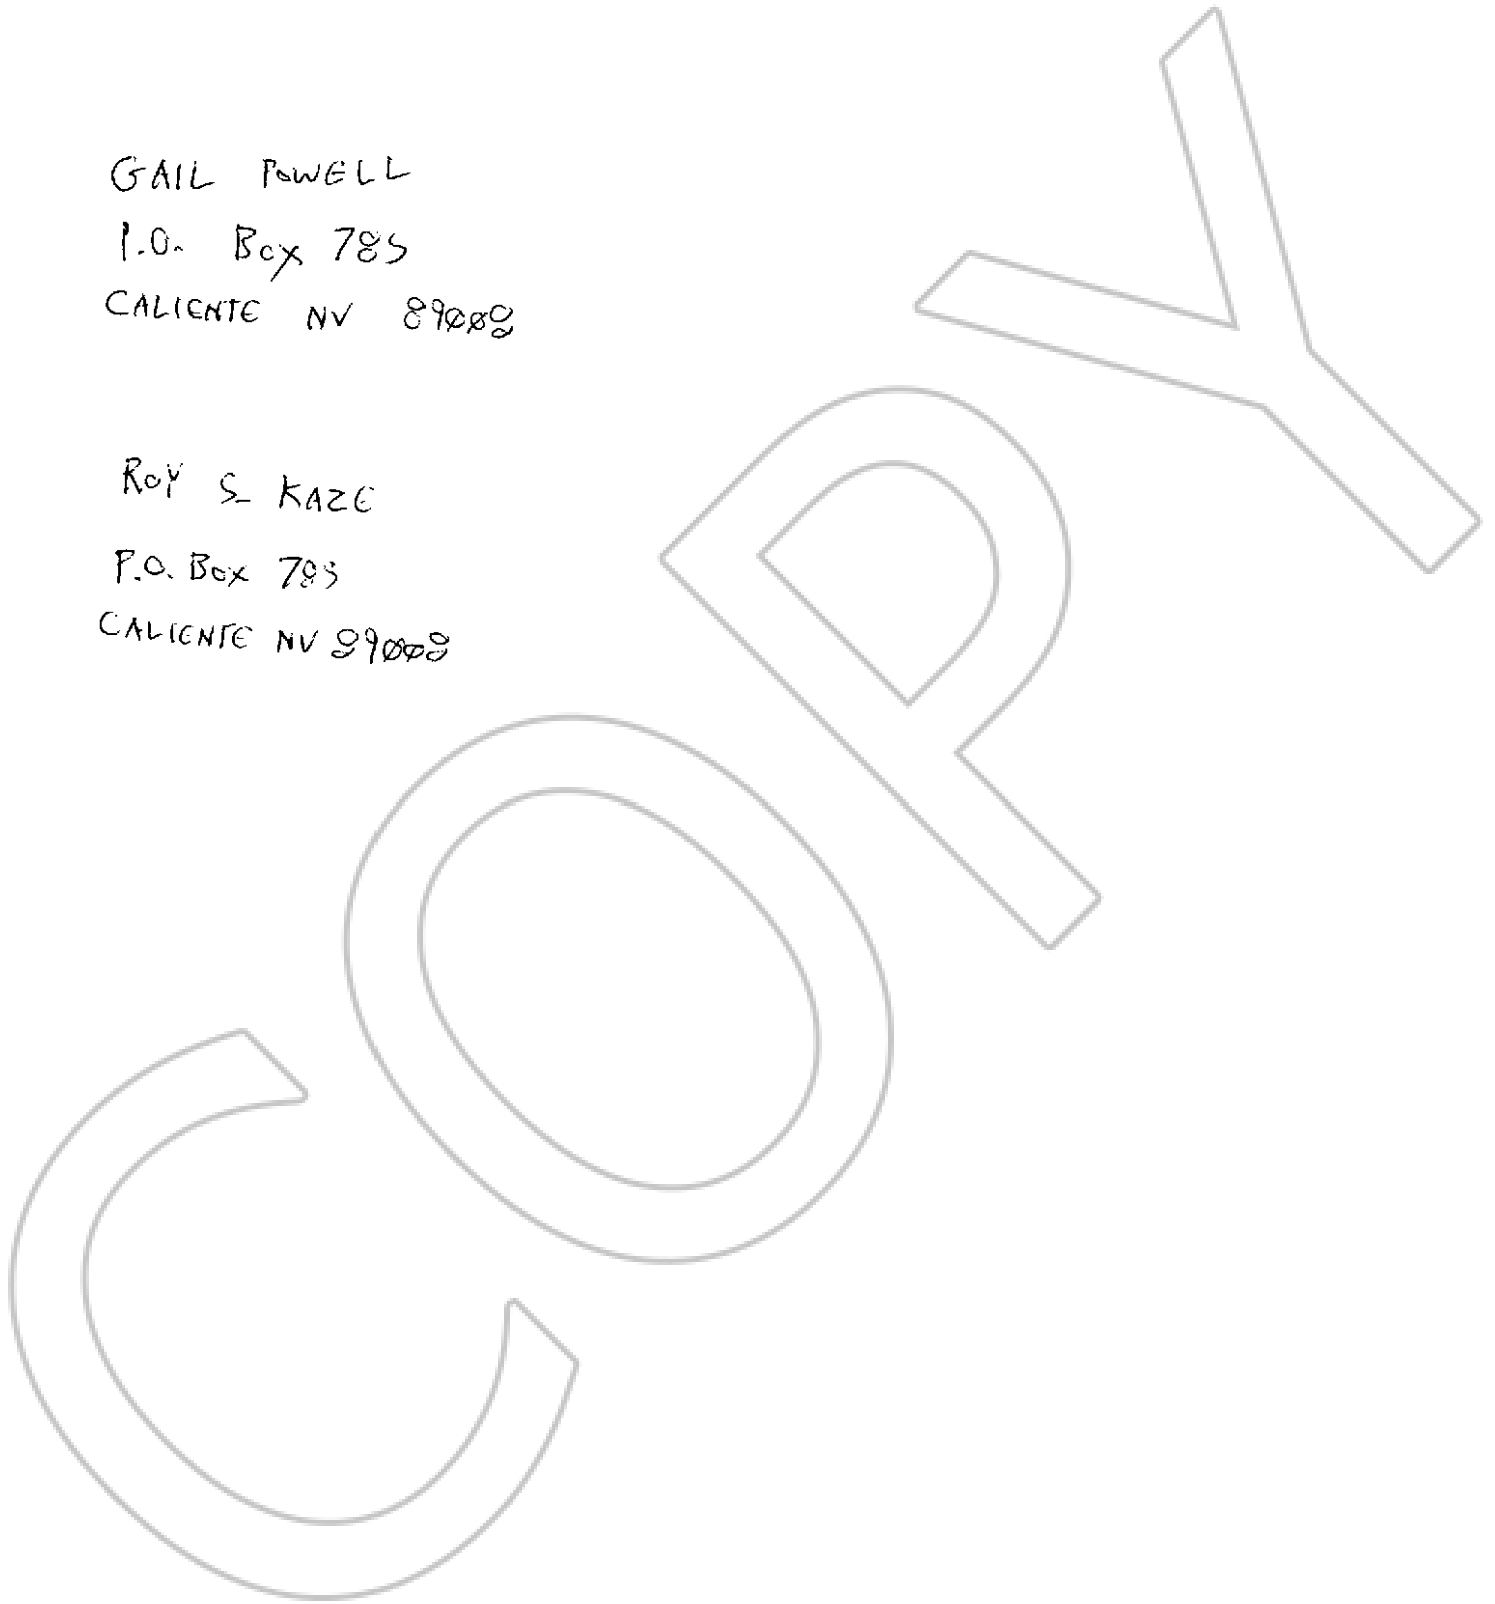 GAIL POWELL
P.O. Box 785
CALIENTE NV 89008
ROY S KAZE
P.O. Box 785
CALIENTE NV 89008
COPY